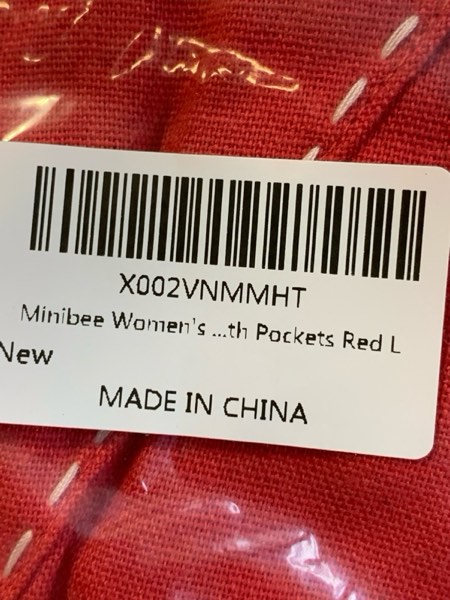 X002VNMMHT
Minibee Women's ...th Pockets Red L
New
MADE IN CHINA